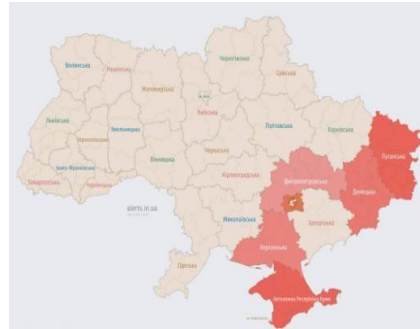 Чернігівська
Волинська
Рівненська
Сумська
Житомирська
Київська
Львівська
Полтавська
Харківська
Тернопільська
Хмельницька
Луганська
Черкаська
Вінницька
Івано-Франківська
Закарпатська
Чернівецька
Кіровоградська
Дніпропетровська
Донецька
alerts.in.ua
Миколаївська
Запорізька
Херсонська
Одеська
Автономна Республіка Крим